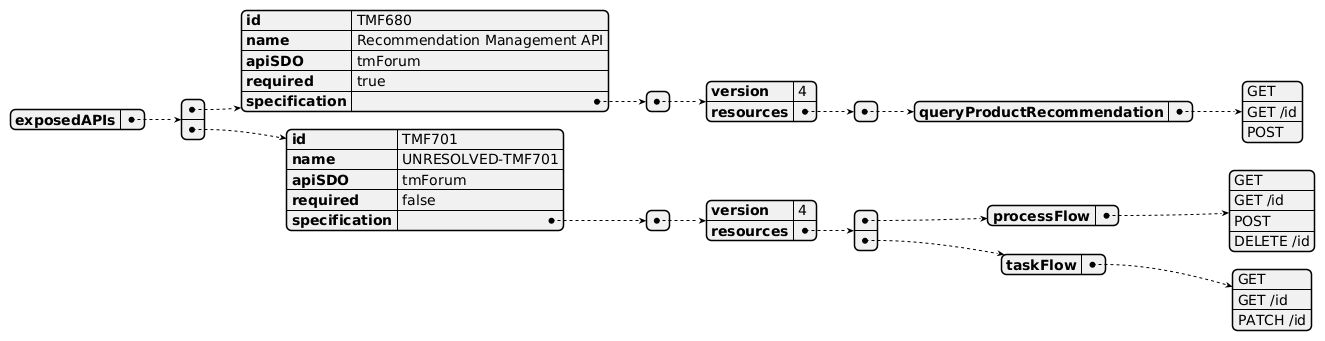 exposedAPIs
id TMF680
name Recommendation Management API
apiSDO tmForum
required true
specification
version 4
resources
queryProductRecommendation
GET
GET /id
POST
id TMF701
name UNRESOLVED-TMF701
apiSDO tmForum
required false
specification
version 4
resources
processFlow
GET
GET /id
POST
DELETE /id
taskFlow
GET
GET /id
PATCH /id